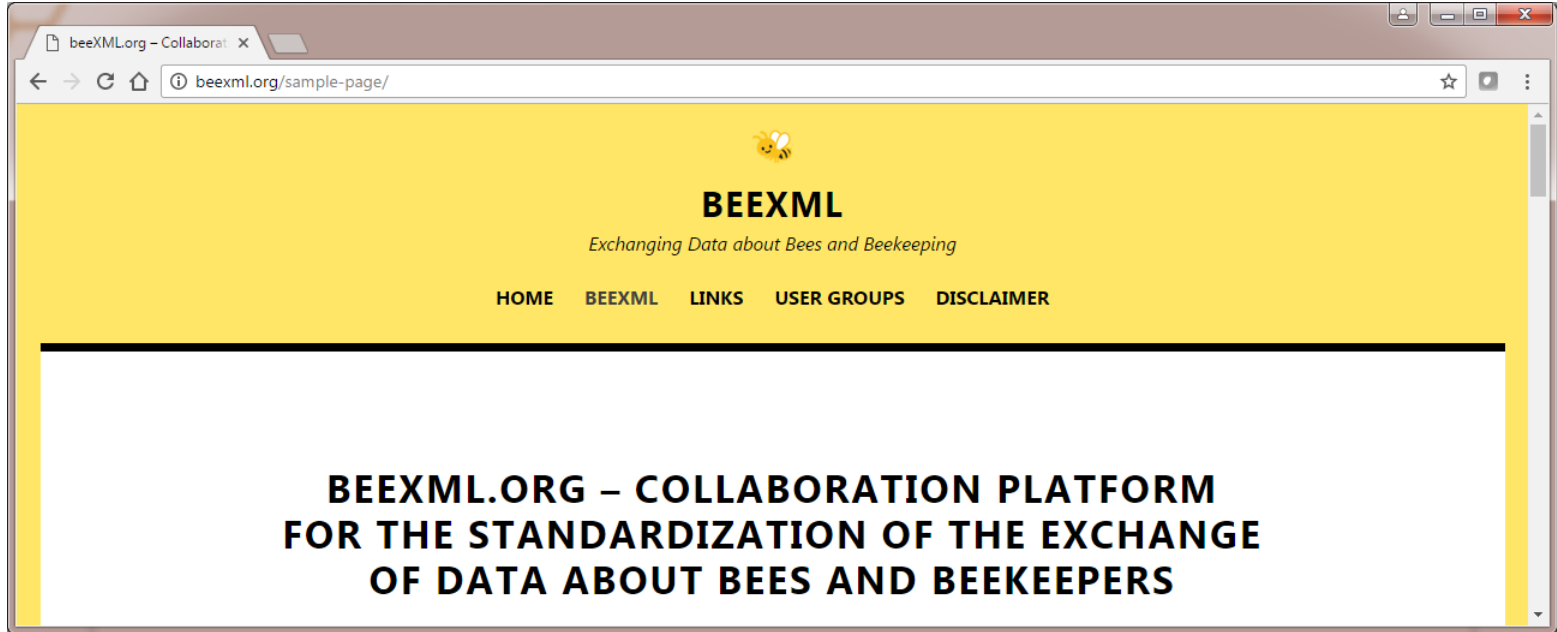 beeXML.org – Collaborat
beexml.org/sample-page/
BEEXML
Exchanging Data about Bees and Beekeeping
HOME BEEXML LINKS USER GROUPS DISCLAIMER
BEEXML.ORG – COLLABORATION PLATFORM
FOR THE STANDARDIZATION OF THE EXCHANGE
OF DATA ABOUT BEES AND BEEKEEPERS